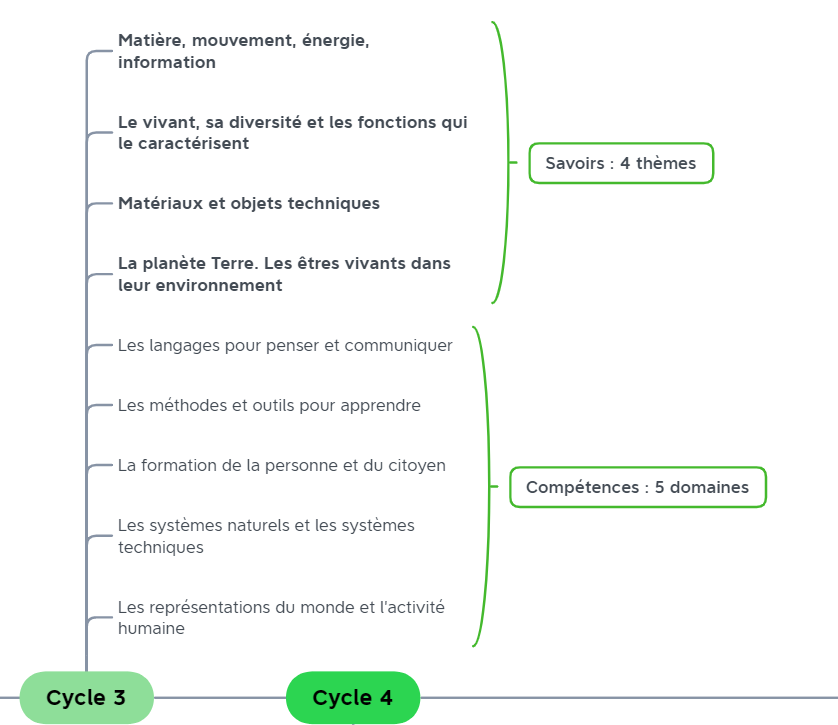 Matière, mouvement, énergie,
information
Le vivant, sa diversité et les fonctions qui
le caractérisent
Savoirs : 4 thèmes
Matériaux et objets techniques
La planète Terre. Les êtres vivants dans
leur environnement
Les langages pour penser et communiquer
Les méthodes et outils pour apprendre
La formation de la personne et du citoyen
Compétences : 5 domaines
Les systèmes naturels et les systèmes
techniques
Les représentations du monde et l'activité
humaine
Cycle 3
Cycle 4